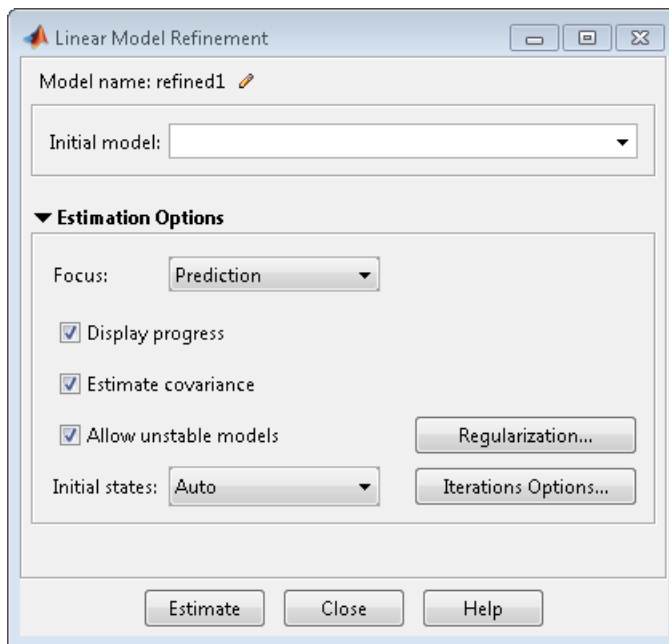 Linear Model Refinement
Model name: refined1
Initial model:
Estimation Options
Focus: Prediction
Display progress
Estimate covariance
Allow unstable models Regularization...
Initial states: Auto Iterations Options...
Estimate Close Help